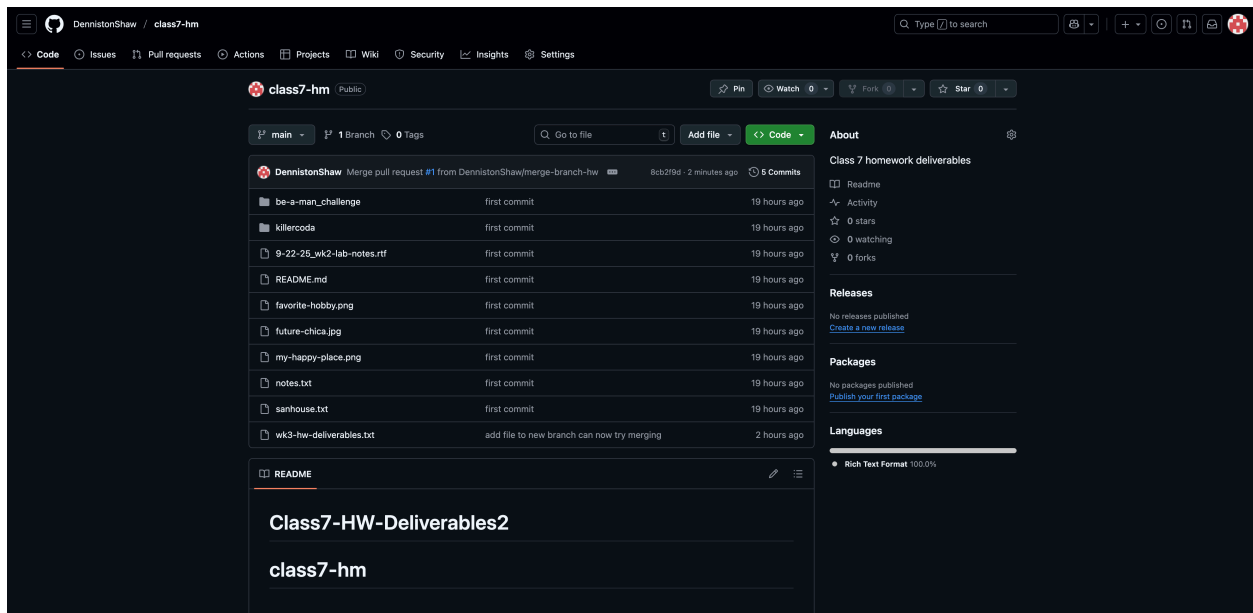 DennistonShaw / class7-hm
Type / to search
Code Issues Pull requests Actions Projects Wiki Security Insights Settings
class7-hm Public
Pin Watch 0 Fork 0 Star 0
main 1 Branch 0 Tags
Go to file t
Add file Code
DennistonShaw Merge pull request #1 from DennistonShaw/merge-branch-hw
8cb2f9d · 2 minutes ago 5 Commits
be-a-man_challenge first commit 19 hours ago
killercoda first commit 19 hours ago
9-22-25_wk2-lab-notes.rtf first commit 19 hours ago
README.md first commit 19 hours ago
favorite-hobby.png first commit 19 hours ago
future-chica.jpg first commit 19 hours ago
my-happy-place.png first commit 19 hours ago
notes.txt first commit 19 hours ago
sanhouse.txt first commit 19 hours ago
wk3-hw-deliverables.txt add file to new branch can now try merging 2 hours ago
README
Class7-HW-Deliverables2
class7-hm
About
Class 7 homework deliverables
Readme
Activity
0 stars
0 watching
0 forks
Releases
No releases published
Create a new release
Packages
No packages published
Publish your first package
Languages
Rich Text Format 100.0%